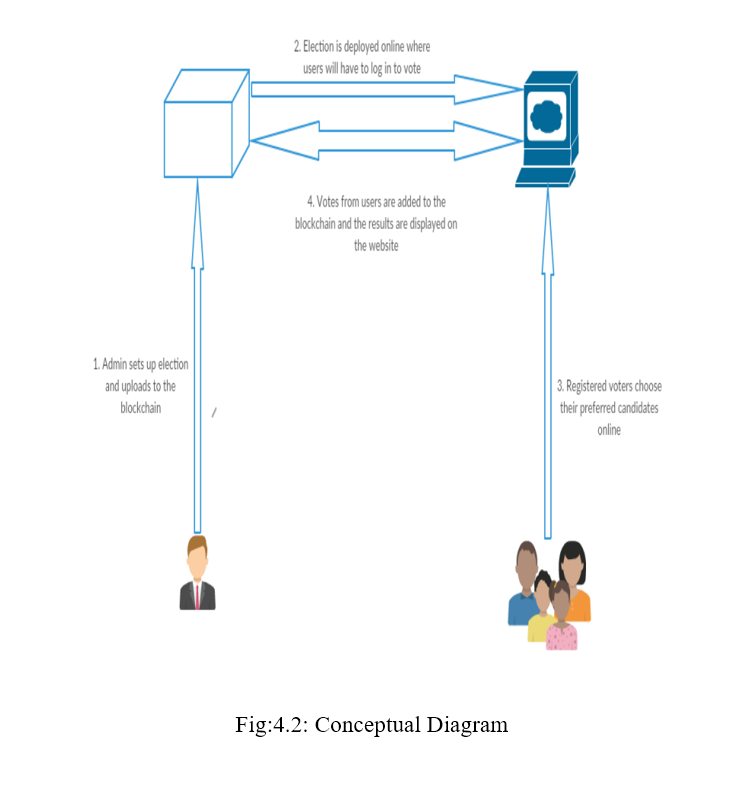 2. Election is deployed online where
users will have to log in to vote
4. Votes from users are added to the
blockchain and the results are displayed on
the website
1. Admin sets up election
and uploads to the
blockchain
3. Registered voters choose
their preferred candidates
online
Fig:4.2: Conceptual Diagram